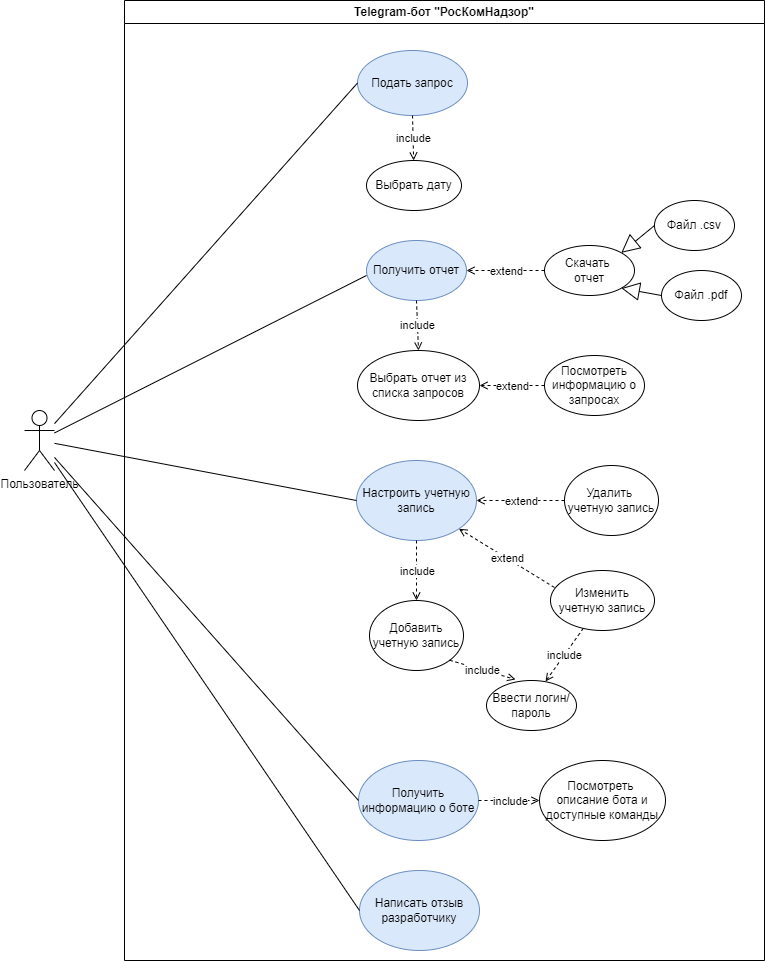 Telegram-бот "РосКомНадзор"
Подать запрос
include
Выбрать дату
Файл .csv
Получить отчет
extend
Скачать
отчет
Файл .pdf
include
Выбрать отчет из
списка запросов
extend
Посмотреть
информацию о
запросах
Пользователь
Настроить учетную
запись
extend
Удалить
учетную запись
extend
include
Изменить
учетную запись
Добавить
учетную запись
include
include
Ввести логин/
пароль
Получить
информацию о боте
include
Посмотреть
описание бота и
доступные команды
Написать отзыв
разработчику